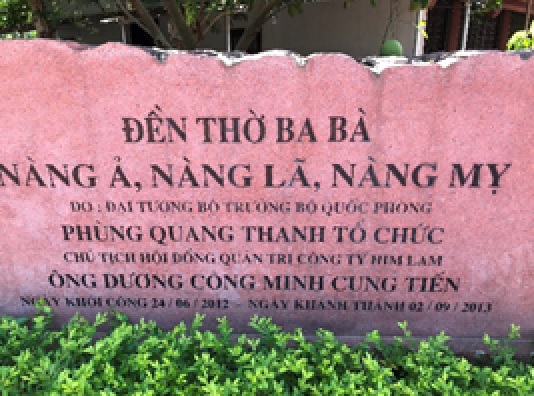 ĐỀN THỜ BA BÀ
NÀNG Ả, NÀNG LÃ, NÀNG MỴ
DO : ĐẠI TƯỚNG BỘ TRƯỞNG BỘ QUỐC PHÒNG
PHÙNG QUANG THANH TỔ CHỨC
CHỦ TỊCH HỘI ĐỒNG QUẢN TRỊ CÔNG TY HIM LAM
ÔNG DƯƠNG CÔNG MINH CUNG TIẾN
NGÀY KHỞI CÔNG 24 / 06 / 2012 - NGÀY KHÁNH THÀNH 02 / 09 / 2013